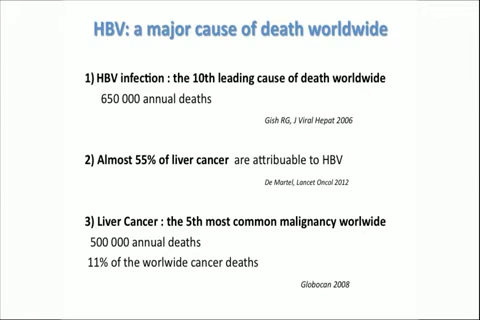 HBV: a major cause of death worldwide
1) HBV infection : the 10th leading cause of death worldwide
650 000 annual deaths
Gish RG, J Viral Hepat 2006
2) Almost 55% of liver cancer are attribuable to HBV
De Martel, Lancet Oncol 2012
3) Liver Cancer : the 5th most common malignancy worlwide
500 000 annual deaths
11% of the worlwide cancer deaths
Globocan 2008